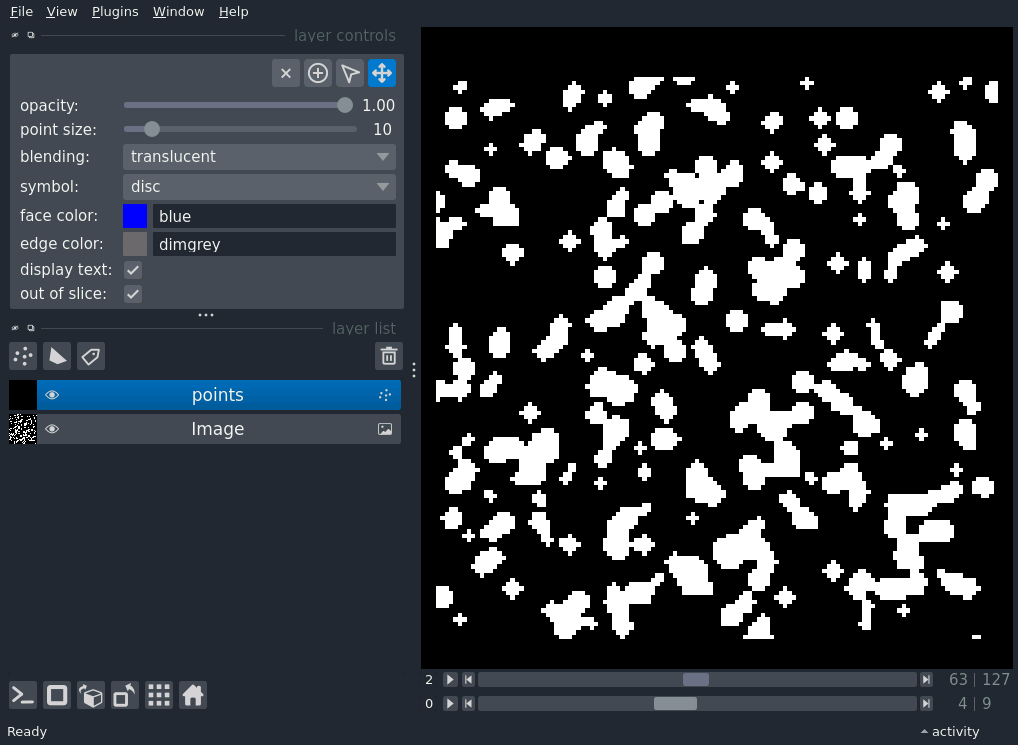 File View Plugins Window Help
layer controls
opacity: 1.00
point size: 10
blending: translucent
symbol: disc
face color: blue
edge color: dimgrey
display text:
out of slice:
layer list
points
Image
2 63 | 127
0 4 | 9
Ready activity